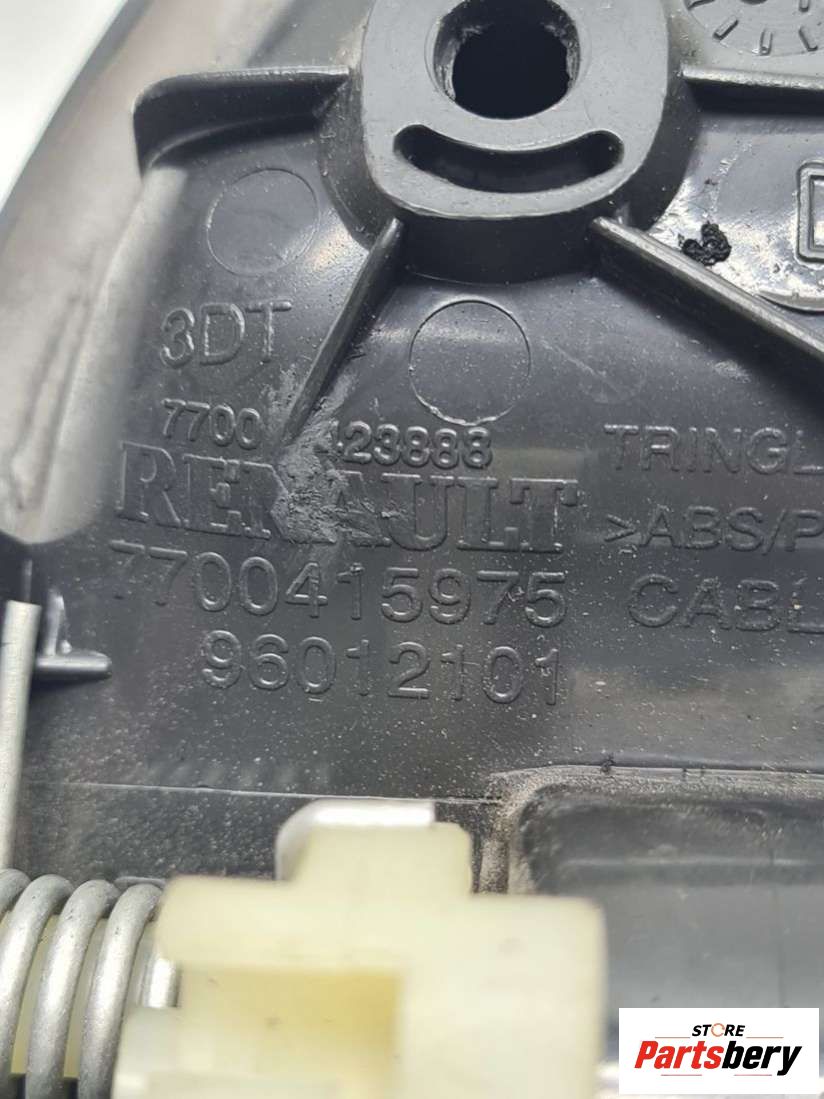 3DT
7700 423888
RENAULT
7700415975
96012101
TRINGL
>ABS/P
CABL
STORE
Partsbery